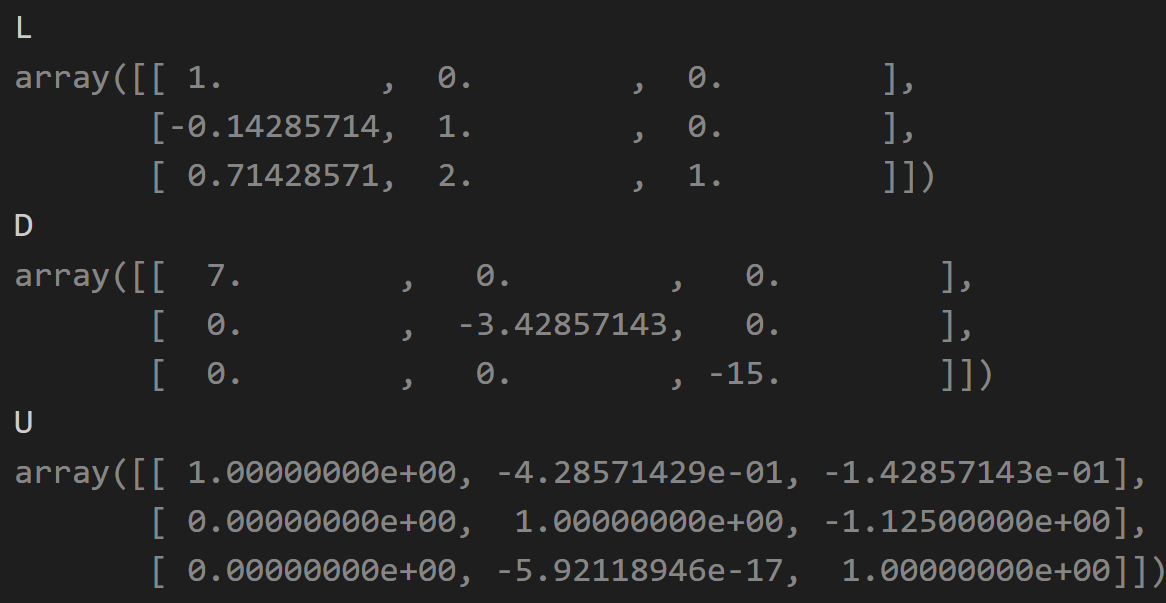 L
array([[ 1.        ,  0.        ,  0.        ],
       [-0.14285714,  1.        ,  0.        ],
       [ 0.71428571,  2.        ,  1.        ]])
D
array([[  7.        ,   0.        ,   0.        ],
       [  0.        ,  -3.42857143,   0.        ],
       [  0.        ,   0.        , -15.        ]])
U
array([[ 1.00000000e+00, -4.28571429e-01, -1.42857143e-01],
       [ 0.00000000e+00,  1.00000000e+00, -1.12500000e+00],
       [ 0.00000000e+00, -5.92118946e-17,  1.00000000e+00]])